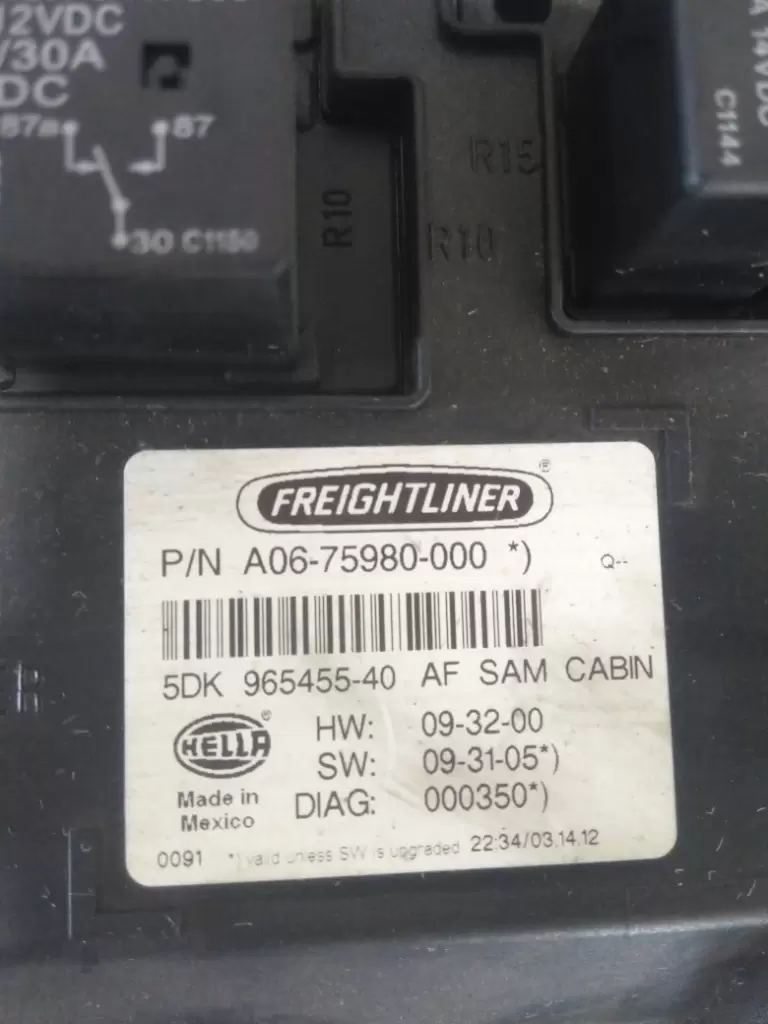 12VDC
/30A
DC
87a 87
30 C1180
R10
R15
R10
A 14VDC
C1144
FREIGHTLINER®
P/N A06-75980-000 *) Q--
5DK 965455-40 AF SAM CABIN
HELLA®
HW: 09-32-00
SW: 09-31-05*)
DIAG: 000350*)
Made in
Mexico
0091 *) valid unless SW is upgraded 22:34/03.14.12